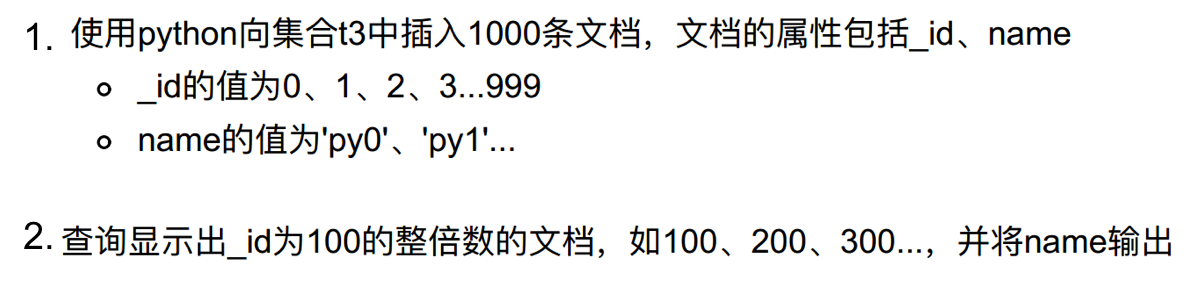 1. 使用python向集合t3中插入1000条文档，文档的属性包括_id、name
_id的值为0、1、2、3...999
name的值为'py0'、'py1'...
2. 查询显示出_id为100的整倍数的文档，如100、200、300...，并将name输出